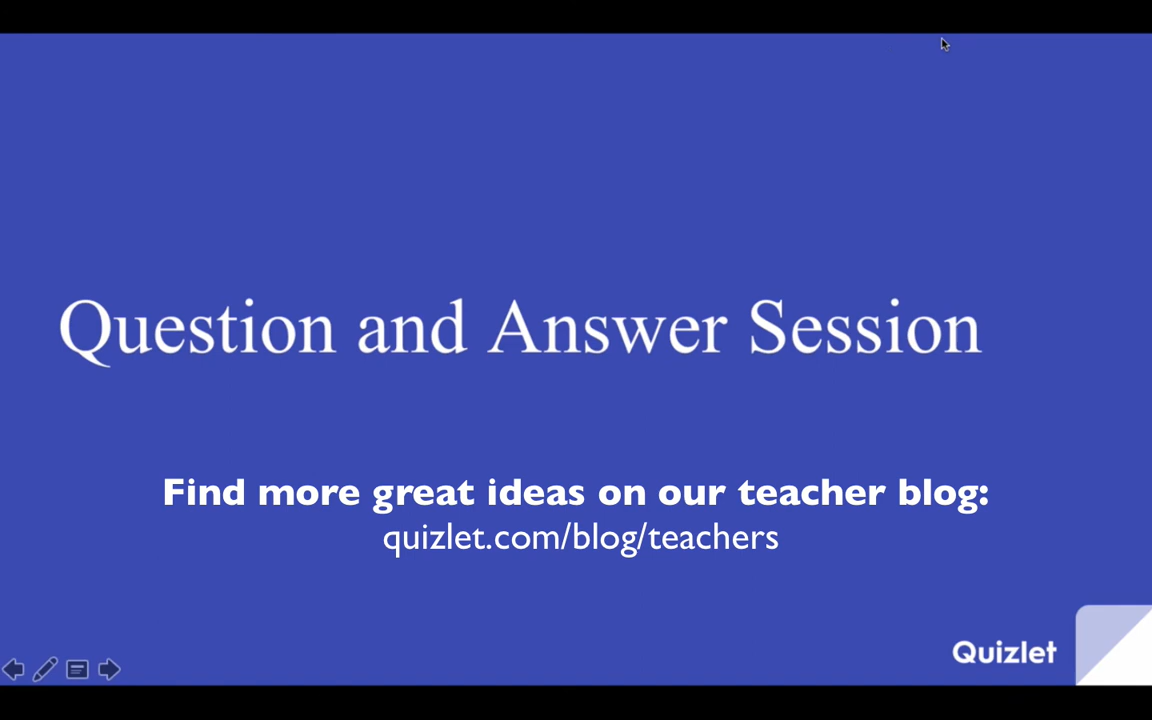 Question and Answer Session
Find more great ideas on our teacher blog:
quizlet.com/blog/teachers
Quizlet